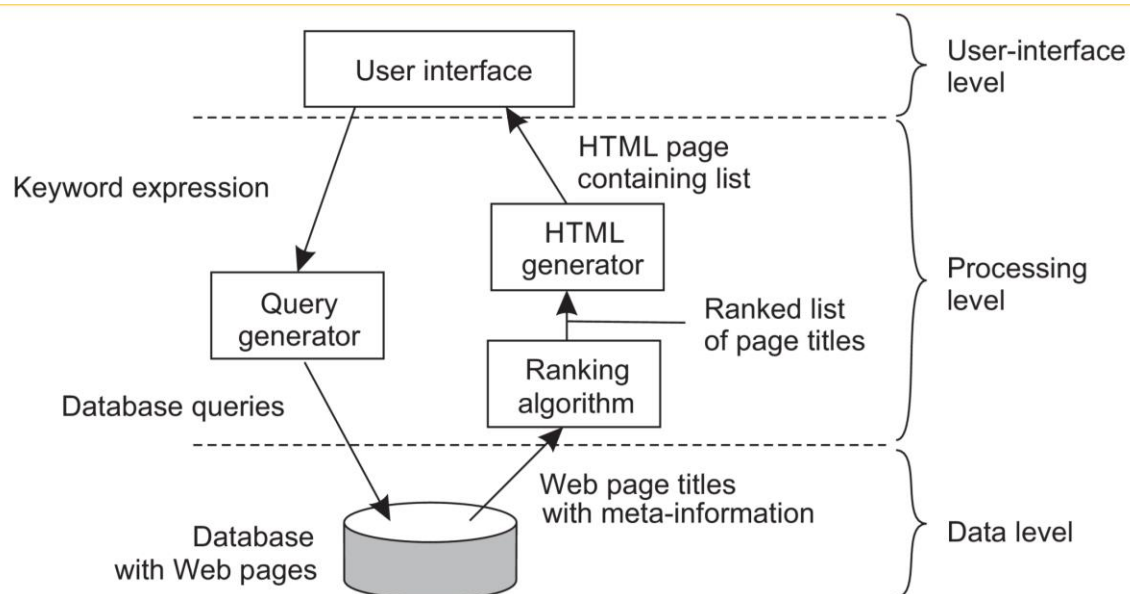 User interface
User-interface
level
HTML page
containing list
Keyword expression
HTML
generator
Processing
level
Query
generator
Ranked list
of page titles
Ranking
algorithm
Database queries
Web page titles
with meta-information
Database
with Web pages
Data level